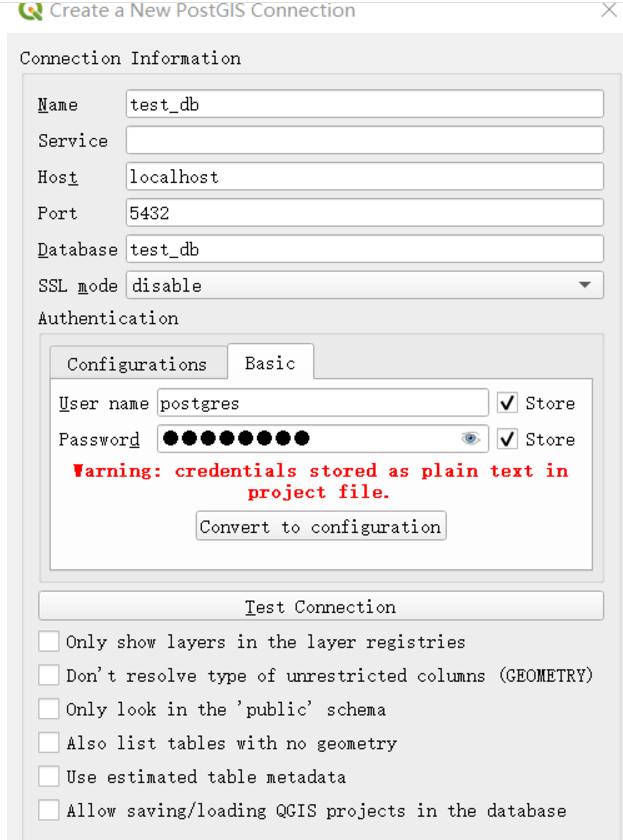 Create a New PostGIS Connection
Connection Information
Name test_db
Service
Host localhost
Port 5432
Database test_db
SSL mode disable
Authentication
Configurations Basic
User name postgres Store
Password ●●●●●●●● Store
Warning: credentials stored as plain text in
project file.
Convert to configuration
Test Connection
Only show layers in the layer registries
Don't resolve type of unrestricted columns (GEOMETRY)
Only look in the 'public' schema
Also list tables with no geometry
Use estimated table metadata
Allow saving/loading QGIS projects in the database